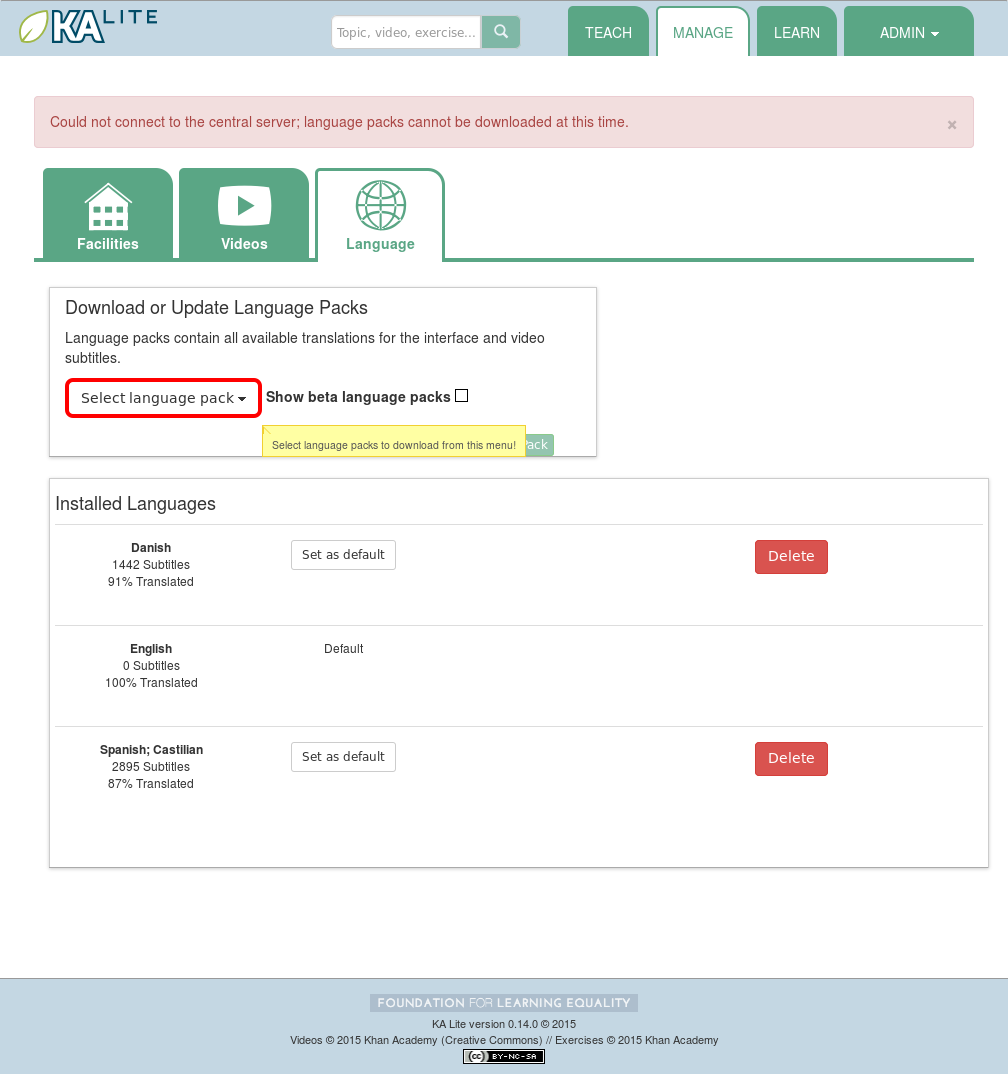 KA LITE
Topic, video, exercise...
TEACH
MANAGE
LEARN
ADMIN
Could not connect to the central server; language packs cannot be downloaded at this time.
×
Facilities
Videos
Language
Download or Update Language Packs
Language packs contain all available translations for the interface and video
subtitles.
Select language pack
Show beta language packs
Select language packs to download from this menu!
Pack
Installed Languages
Danish
1442 Subtitles
91% Translated
Set as default
Delete
English
0 Subtitles
100% Translated
Default
Spanish; Castilian
2895 Subtitles
87% Translated
Set as default
Delete
FOUNDATION FOR LEARNING EQUALITY
KA Lite version 0.14.0 © 2015
Videos © 2015 Khan Academy (Creative Commons) // Exercises © 2015 Khan Academy
cc BY-NC-SA